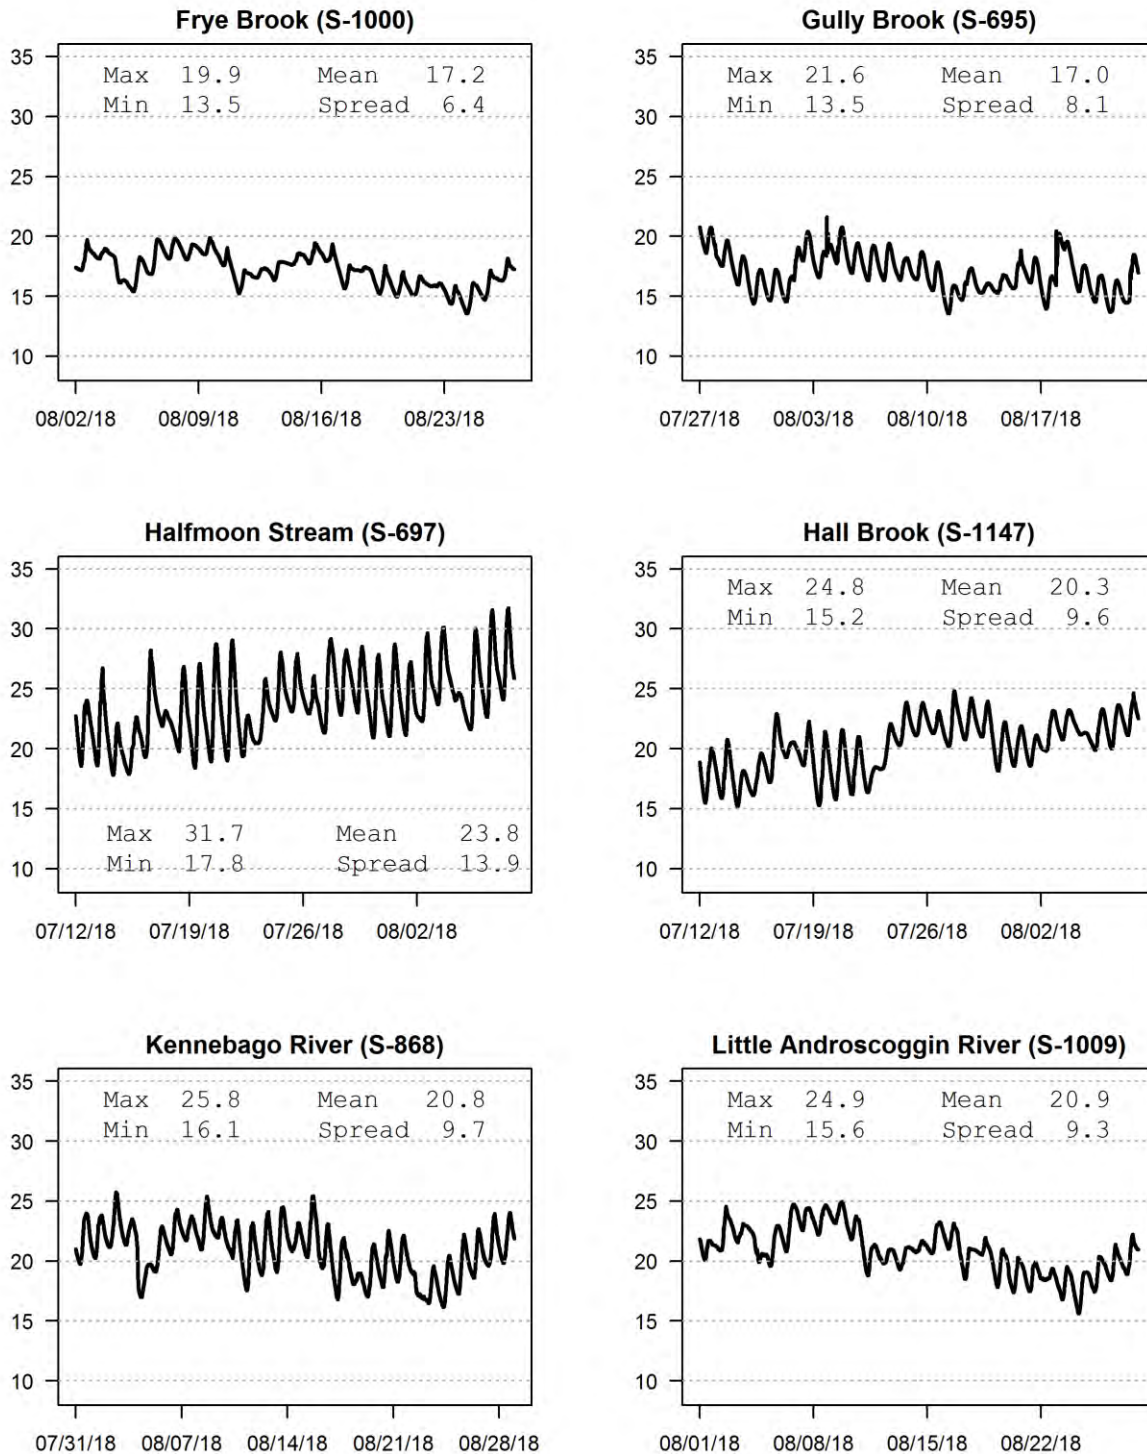 Frye Brook (S-1000)
35
30
25
20
15
10
Max 19.9 Mean 17.2
Min 13.5 Spread 6.4
08/02/18 08/09/18 08/16/18 08/23/18
Gully Brook (S-695)
35
30
25
20
15
10
Max 21.6 Mean 17.0
Min 13.5 Spread 8.1
07/27/18 08/03/18 08/10/18 08/17/18
Halfmoon Stream (S-697)
35
30
25
20
15
10
Max 31.7 Mean 23.8
Min 17.8 Spread 13.9
07/12/18 07/19/18 07/26/18 08/02/18
Hall Brook (S-1147)
35
30
25
20
15
10
Max 24.8 Mean 20.3
Min 15.2 Spread 9.6
07/12/18 07/19/18 07/26/18 08/02/18
Kennebago River (S-868)
35
30
25
20
15
10
Max 25.8 Mean 20.8
Min 16.1 Spread 9.7
07/31/18 08/07/18 08/14/18 08/21/18 08/28/18
Little Androscoggin River (S-1009)
35
30
25
20
15
10
Max 24.9 Mean 20.9
Min 15.6 Spread 9.3
08/01/18 08/08/18 08/15/18 08/22/18